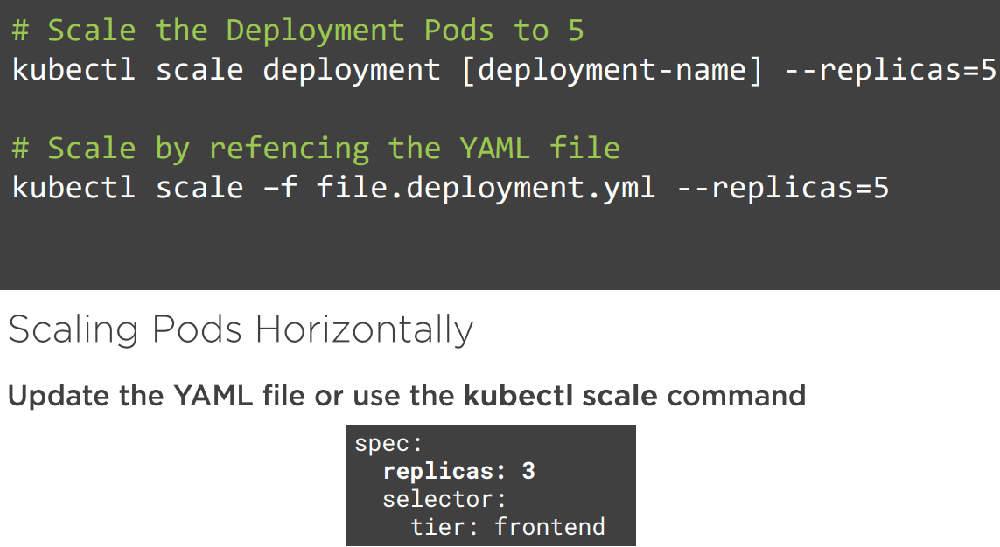 # Scale the Deployment Pods to 5
kubectl scale deployment [deployment-name] --replicas=5
# Scale by refencing the YAML file
kubectl scale –f file.deployment.yml --replicas=5
Scaling Pods Horizontally
Update the YAML file or use the kubectl scale command
spec:
  replicas: 3
  selector:
    tier: frontend